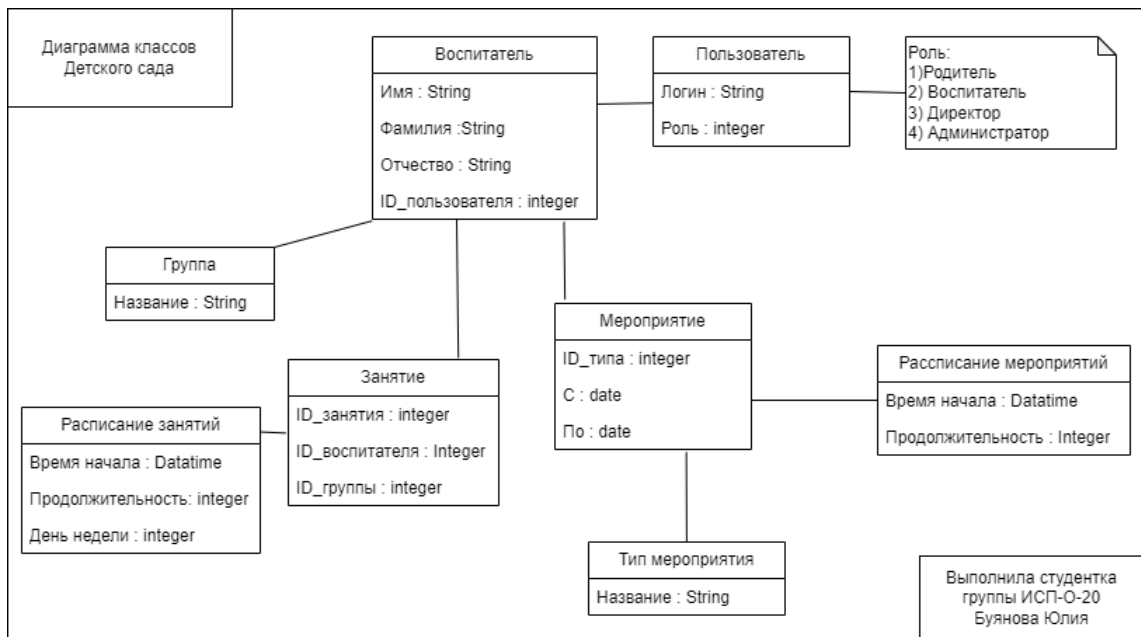 Диаграмма классов
Детского сада
Воспитатель
Имя : String
Фамилия :String
Отчество : String
ID_пользователя : integer
Пользователь
Логин : String
Роль : integer
Роль:
1)Родитель
2) Воспитатель
3) Директор
4) Администратор
Группа
Название : String
Мероприятие
ID_типа : integer
С : date
По : date
Рассписание мероприятий
Время начала : Datatime
Продолжительность : Integer
Занятие
ID_занятия : integer
ID_воспитателя : Integer
ID_группы : integer
Расписание занятий
Время начала : Datatime
Продолжительность: integer
День недели : integer
Тип мероприятия
Название : String
Выполнила студентка
группы ИСП-О-20
Буянова Юлия